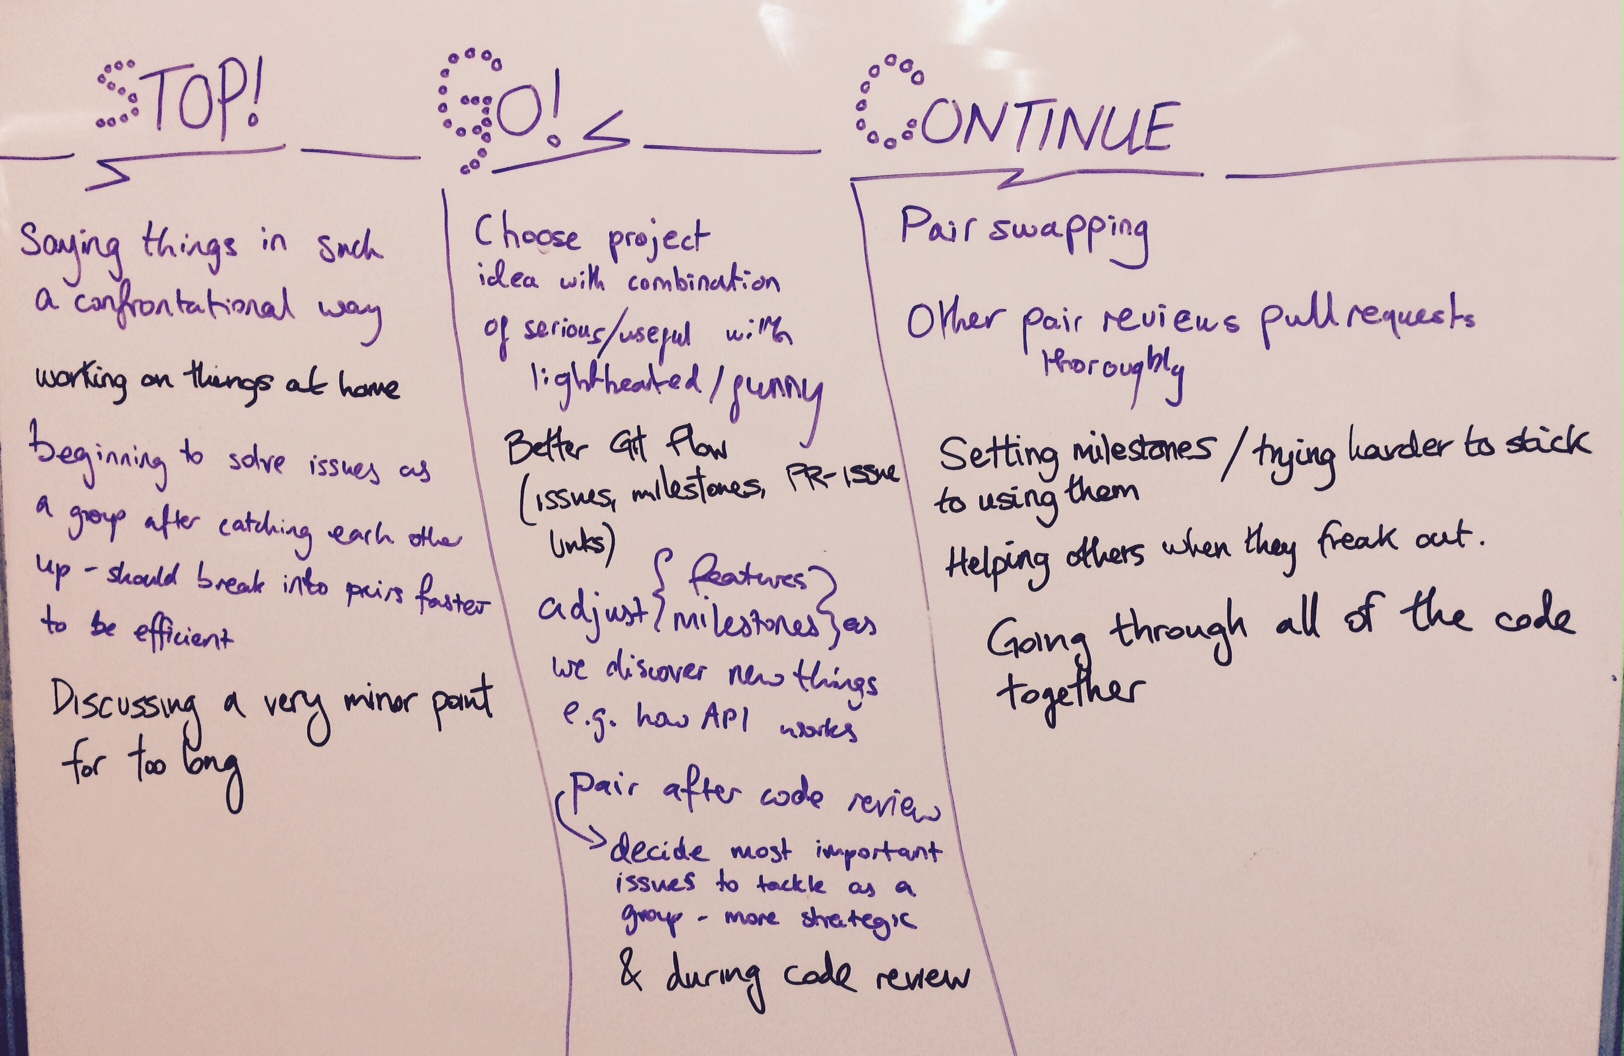 STOP!
Saying things in such
a confrontational way
working on things at home
beginning to solve issues as
a group after catching each other
up - should break into pairs faster
to be efficient
Discussing a very minor point
for too long
GO!
Choose project
idea with combination
of serious/useful with
lighthearted/funny
Better Git Flow
(issues, milestones, PR-issue
links)
{ features }
adjust { milestones } as
we discover new things
e.g. how API works
pair after code review
decide most important
issues to tackle as a
group - more strategic
& during code review
CONTINUE
Pair swapping
Other pair reviews pull requests
thoroughly
Setting milestones / trying harder to stick
to using them
Helping others when they freak out.
Going through all of the code
together